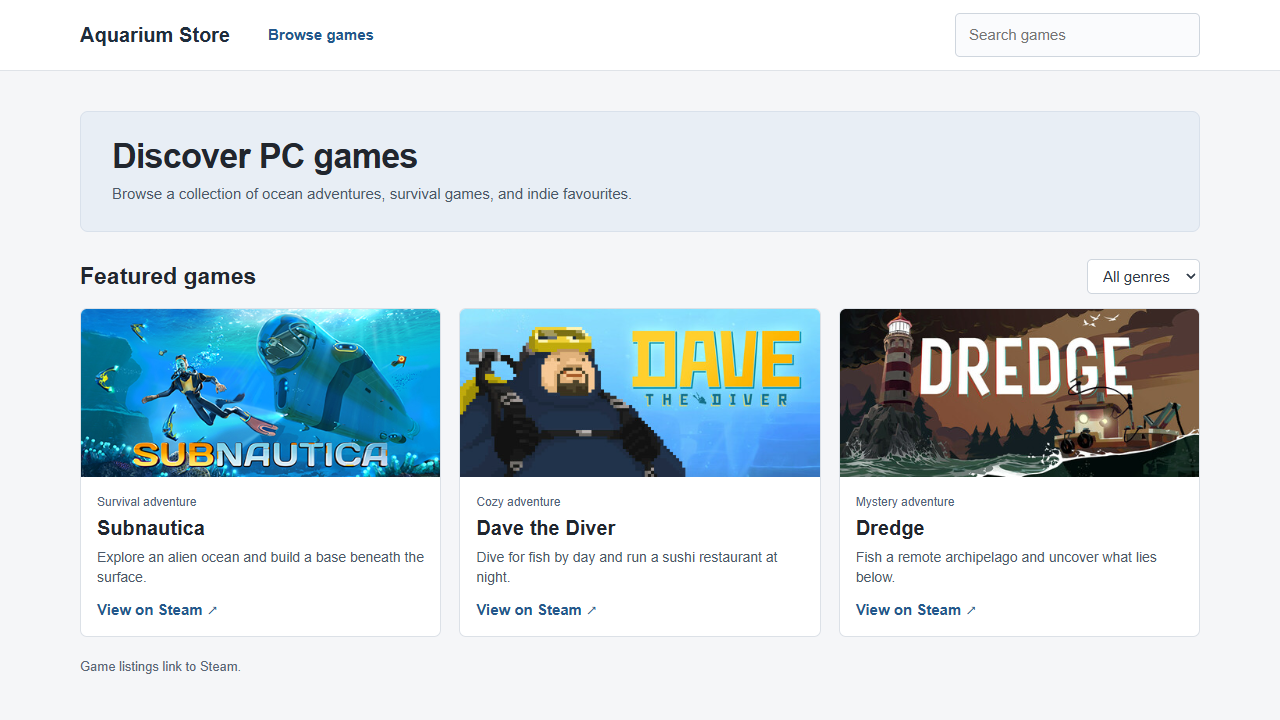 Aquarium Store
Browse games
Search games
Discover PC games
Browse a collection of ocean adventures, survival games, and indie favourites.
Featured games
All genres
SUBNAUTICA
DAVE
THE DIVER
DREDGE
Survival adventure
Subnautica
Explore an alien ocean and build a base beneath the
surface.
View on Steam ↗
Cozy adventure
Dave the Diver
Dive for fish by day and run a sushi restaurant at
night.
View on Steam ↗
Mystery adventure
Dredge
Fish a remote archipelago and uncover what lies
below.
View on Steam ↗
Game listings link to Steam.